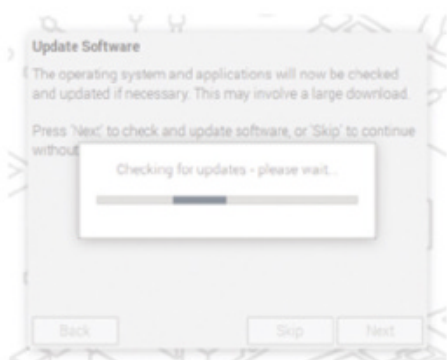 Update Software
The operating system and applications will now be checked
and updated if necessary. This may involve a large download.
Press 'Next' to check and update software, or 'Skip' to continue
without
Checking for updates - please wait...
Back
Skip
Next